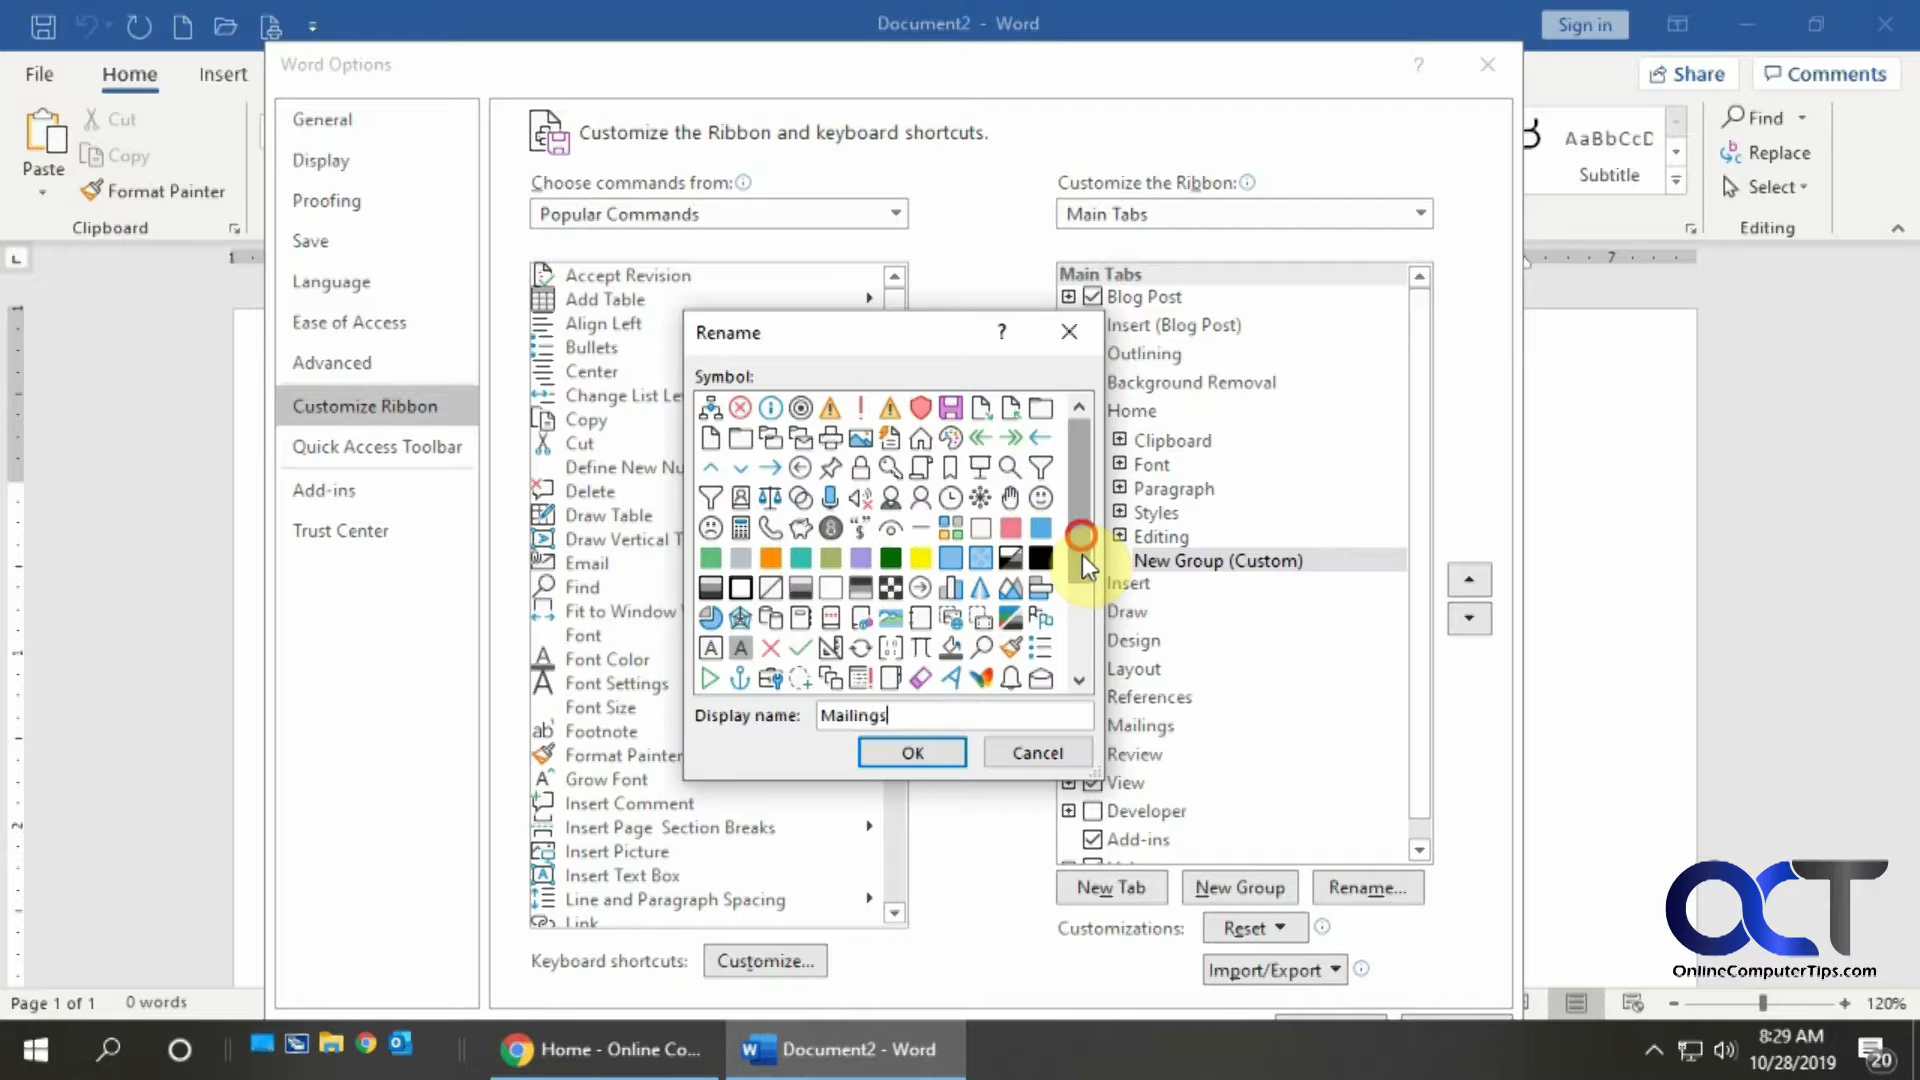 Document2 - Word
Sign in
File
Home
Insert
Share
Comments
Word Options
?
Cut
Copy
Paste
Format Painter
Clipboard
AaBbCcD
Subtitle
Find
Replace
Select
Editing
General
Display
Proofing
Save
Language
Ease of Access
Advanced
Customize Ribbon
Quick Access Toolbar
Add-ins
Trust Center
Customize the Ribbon and keyboard shortcuts.
Choose commands from:
Popular Commands
Customize the Ribbon:
Main Tabs
Accept Revision
Add Table
Align Left
Bullets
Center
Copy
Cut
Delete
Draw Table
Email
Find
Fit to Window
Font
Font Color
Font Settings
Font Size
Footnote
Format Painter
Grow Font
Insert Comment
Insert Page Section Breaks
Insert Picture
Insert Text Box
Line and Paragraph Spacing
Link
Keyboard shortcuts:
Customize...
Rename
?
Symbol:
Display name:
Mailings
OK
Cancel
Main Tabs
Blog Post
Insert (Blog Post)
Outlining
Background Removal
Home
Clipboard
Font
Paragraph
Styles
Editing
New Group (Custom)
Insert
Draw
Design
Layout
References
Mailings
Review
View
Developer
Add-ins
New Tab
New Group
Rename...
Customizations:
Reset
Import/Export
1
7
1
2
OCT
OnlineComputerTips.com
Page 1 of 1
0 words
120%
Home - Online Co...
Document2 - Word
8:29 AM
10/28/2019
20